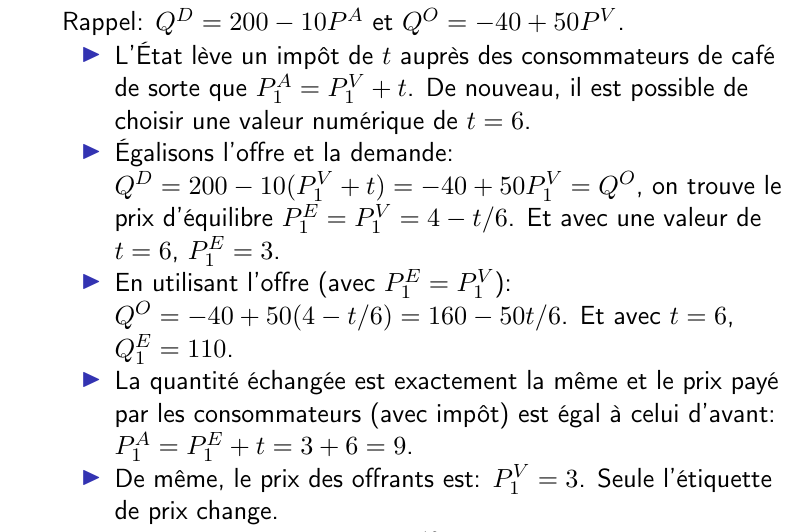 Rappel: Q^D = 200 − 10P^A et Q^O = −40 + 50P^V.
▶ L'État lève un impôt de t auprès des consommateurs de café
de sorte que P_1^A = P_1^V + t. De nouveau, il est possible de
choisir une valeur numérique de t = 6.
▶ Égalisons l'offre et la demande:
Q^D = 200 − 10(P_1^V + t) = −40 + 50P_1^V = Q^O, on trouve le
prix d'équilibre P_1^E = P_1^V = 4 − t/6. Et avec une valeur de
t = 6, P_1^E = 3.
▶ En utilisant l'offre (avec P_1^E = P_1^V):
Q^O = −40 + 50(4 − t/6) = 160 − 50t/6. Et avec t = 6,
Q_1^E = 110.
▶ La quantité échangée est exactement la même et le prix payé
par les consommateurs (avec impôt) est égal à celui d'avant:
P_1^A = P_1^E + t = 3 + 6 = 9.
▶ De même, le prix des offrants est: P_1^V = 3. Seule l'étiquette
de prix change.